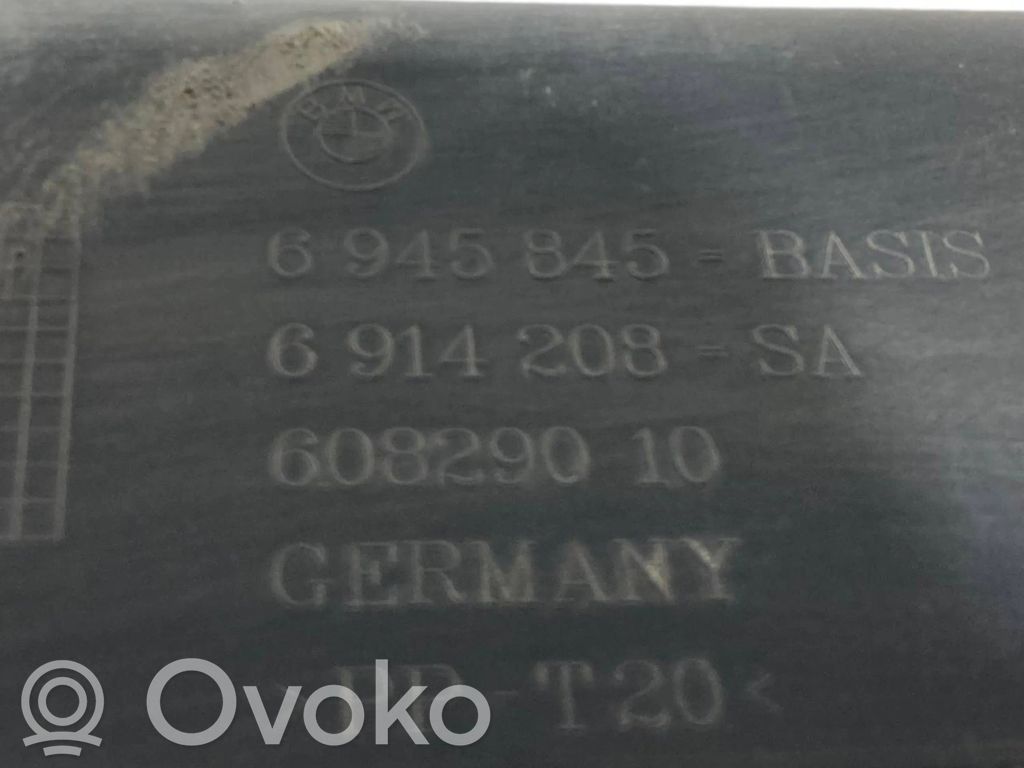 BMW
6 945 845 - BASIS
6 914 208 - SA
608290 10
GERMANY
- T20<
Ovoko